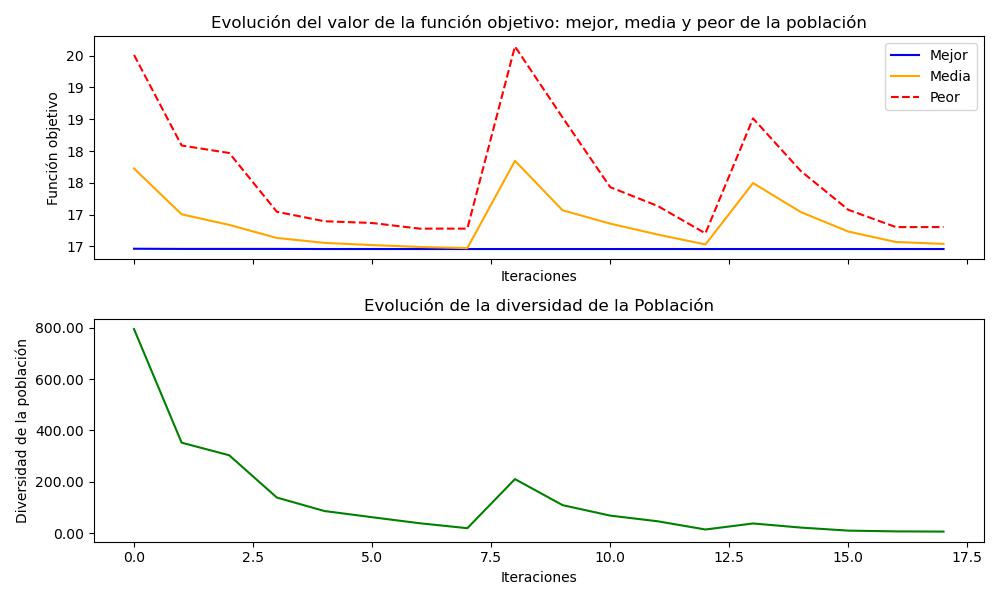 Evolución del valor de la función objetivo: mejor, media y peor de la población
Función objetivo
20
19
19
18
18
17
17
Mejor
Media
Peor
Iteraciones
Evolución de la diversidad de la Población
Diversidad de la población
800.00
600.00
400.00
200.00
0.00
0.0 2.5 5.0 7.5 10.0 12.5 15.0 17.5
Iteraciones